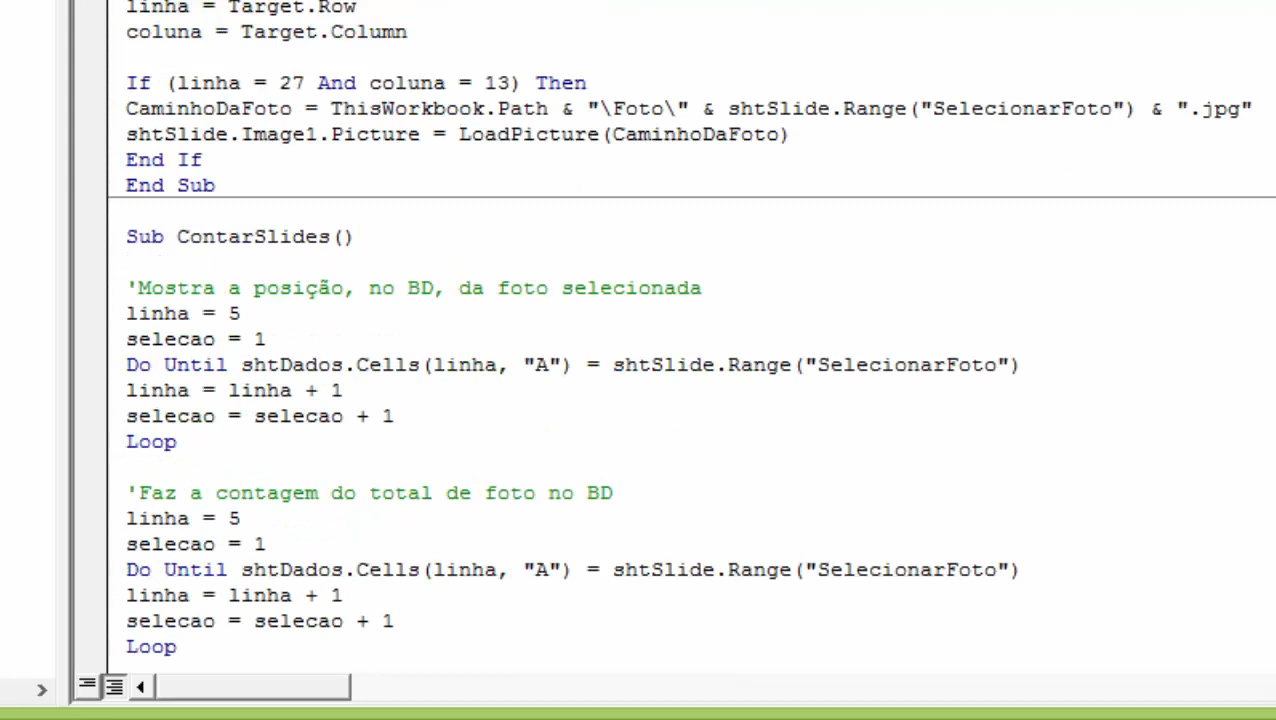 linha = Target.Row
coluna = Target.Column
If (linha = 27 And coluna = 13) Then
CaminhoDaFoto = ThisWorkbook.Path & "\Foto\" & shtSlide.Range("SelecionarFoto") & ".jpg"
shtSlide.Image1.Picture = LoadPicture(CaminhoDaFoto)
End If
End Sub
Sub ContarSlides()
'Mostra a posição, no BD, da foto selecionada
linha = 5
selecao = 1
Do Until shtDados.Cells(linha, "A") = shtSlide.Range("SelecionarFoto")
linha = linha + 1
selecao = selecao + 1
Loop
'Faz a contagem do total de foto no BD
linha = 5
selecao = 1
Do Until shtDados.Cells(linha, "A") = shtSlide.Range("SelecionarFoto")
linha = linha + 1
selecao = selecao + 1
Loop